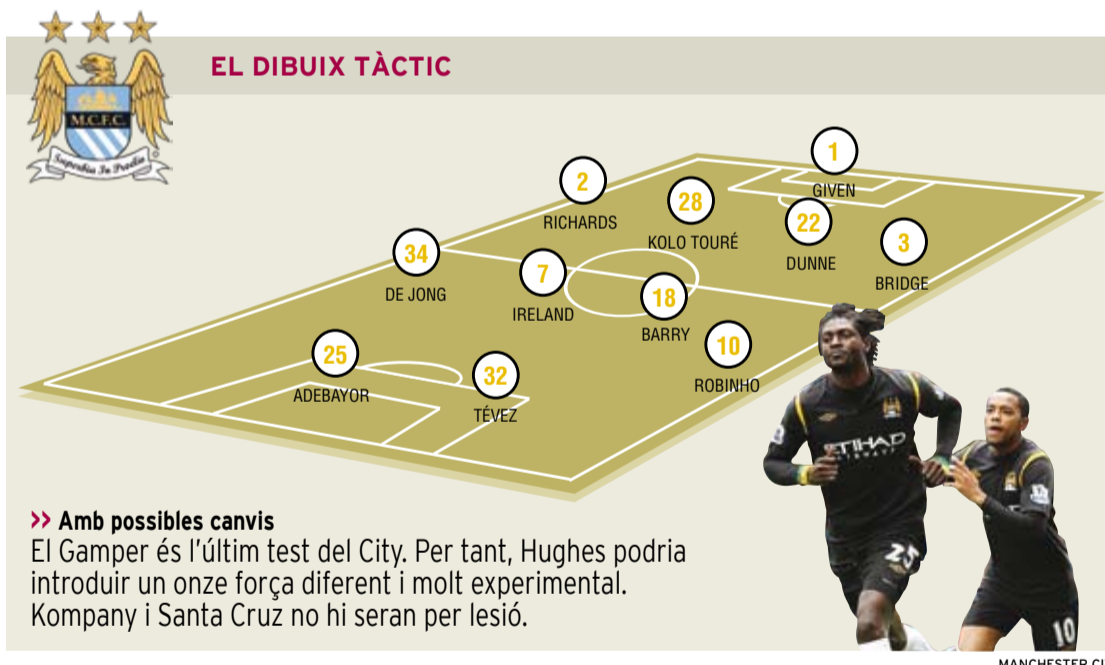 M.C.F.C.
Superbia In Proelio
EL DIBUIX TÀCTIC
1
GIVEN
2
RICHARDS
28
KOLO TOURÉ
22
DUNNE
3
BRIDGE
34
DE JONG
7
IRELAND
18
BARRY
10
ROBINHO
25
ADEBAYOR
32
TÉVEZ
ETIHAD
25
10
>> Amb possibles canvis
El Gamper és l’últim test del City. Per tant, Hughes podria
introduir un onze força diferent i molt experimental.
Kompany i Santa Cruz no hi seran per lesió.
MANCHESTER